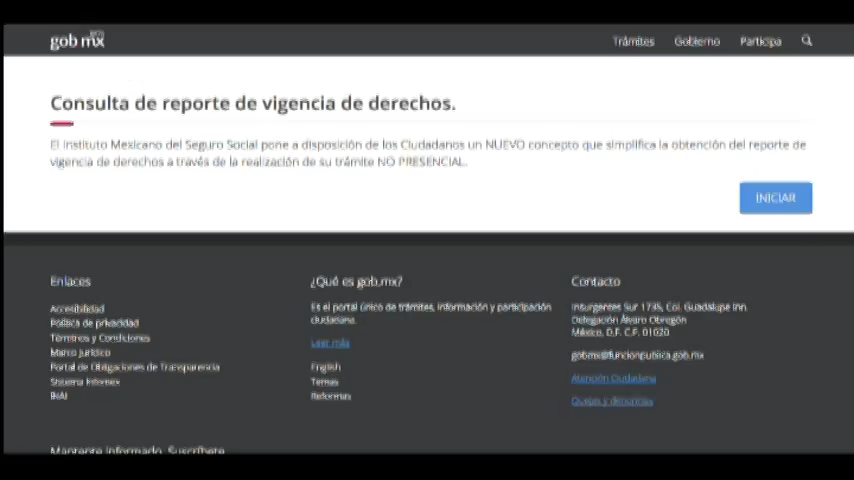 gob mx
Trámites Gobierno Participa
Consulta de reporte de vigencia de derechos.
El Instituto Mexicano del Seguro Social pone a disposición de los Ciudadanos un NUEVO concepto que simplifica la obtención del reporte de
vigencia de derechos a través de la realización de su trámite NO PRESENCIAL.
INICIAR
Enlaces
Accesibilidad
Política de privacidad
Términos y Condiciones
Marco Jurídico
Portal de Obligaciones de Transparencia
Sistema Infomex
INAI
¿Qué es gob.mx?
Es el portal único de trámites, información y participación
ciudadana.
Leer más
English
Temas
Reformas
Contacto
Insurgentes Sur 1735, Col. Guadalupe Inn.
Delegación Álvaro Obregón
México, D.F. C.P. 01020
gobmx@funcionpublica.gob.mx
Atención Ciudadana
Quejas y denuncias
Mantente informado. Suscríbete